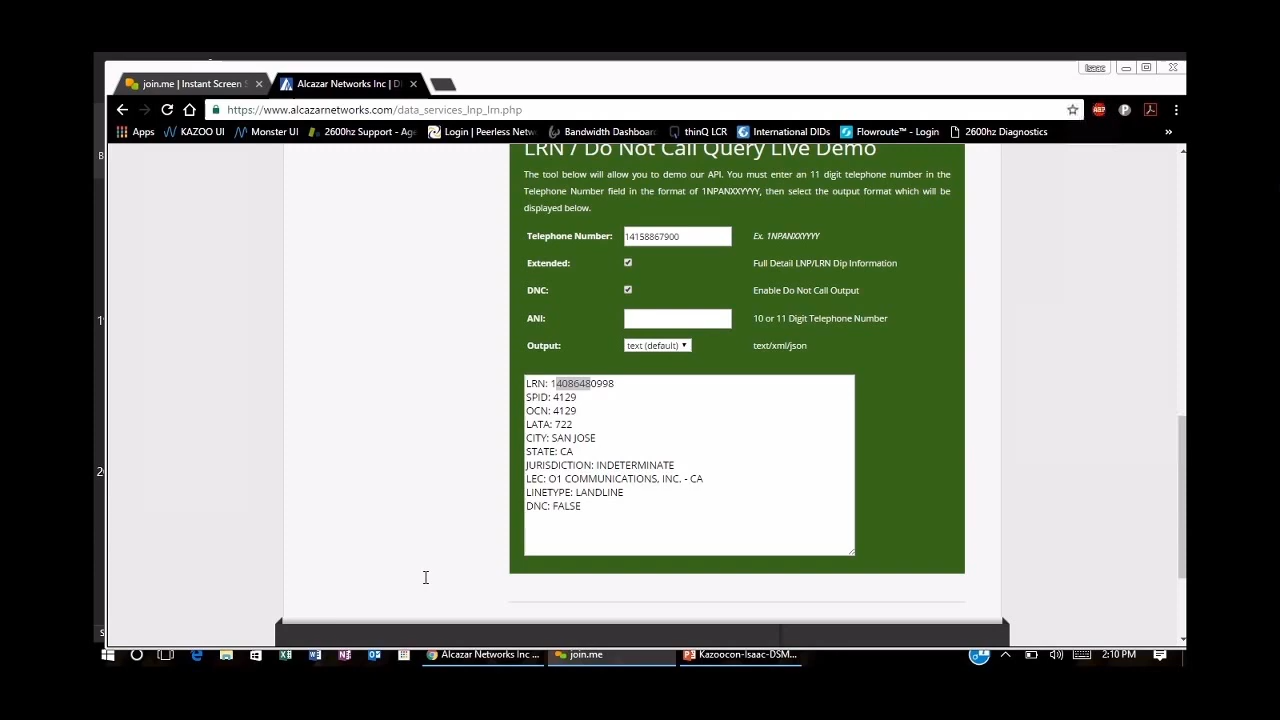 Isaac
join.me | Instant Screen S
Alcazar Networks Inc | D
https://www.alcazarnetworks.com/data_services_lnp_lrn.php
ABP
P
Apps
KAZOO UI
Monster UI
2600hz Support - Age
Login | Peerless Netw
Bandwidth Dashboar
thinQ LCR
International DIDs
Flowroute™ - Login
2600hz Diagnostics
»
LRN / Do Not Call Query Live Demo
The tool below will allow you to demo our API. You must enter an 11 digit telephone number in the
Telephone Number field in the format of 1NPANXXYYYY, then select the output format which will be
displayed below.
Telephone Number: 14158867900 Ex. 1NPANXXYYYY
Extended: Full Detail LNP/LRN Dip Information
DNC: Enable Do Not Call Output
ANI: 10 or 11 Digit Telephone Number
Output: text (default) text/xml/json
LRN: 14086480998
SPID: 4129
OCN: 4129
LATA: 722
CITY: SAN JOSE
STATE: CA
JURISDICTION: INDETERMINATE
LEC: O1 COMMUNICATIONS, INC. - CA
LINETYPE: LANDLINE
DNC: FALSE
Alcazar Networks Inc ...
join.me
Kazoocon-Isaac-DSM...
2:10 PM